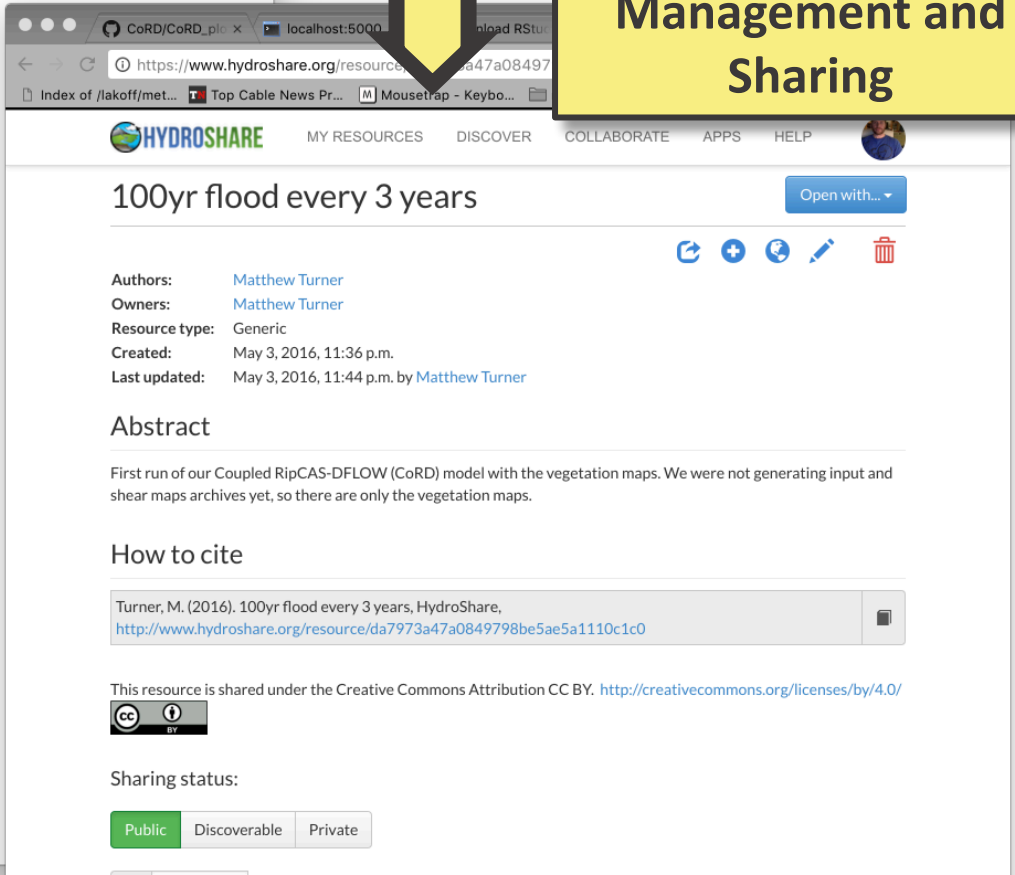 Management and
Sharing
CoRD/CoRD_plo × localhost:5000 nload RStu
https://www.hydroshare.org/resource a47a08497
Index of /lakoff/met... Top Cable News Pr... M Mousetrap - Keybo...
HYDROSHARE MY RESOURCES DISCOVER COLLABORATE APPS HELP
100yr flood every 3 years Open with...
Authors: Matthew Turner
Owners: Matthew Turner
Resource type: Generic
Created: May 3, 2016, 11:36 p.m.
Last updated: May 3, 2016, 11:44 p.m. by Matthew Turner
Abstract
First run of our Coupled RipCAS-DFLOW (CoRD) model with the vegetation maps. We were not generating input and
shear maps archives yet, so there are only the vegetation maps.
How to cite
Turner, M. (2016). 100yr flood every 3 years, HydroShare,
http://www.hydroshare.org/resource/da7973a47a0849798be5ae5a1110c1c0
This resource is shared under the Creative Commons Attribution CC BY. http://creativecommons.org/licenses/by/4.0/
cc BY
Sharing status:
Public Discoverable Private